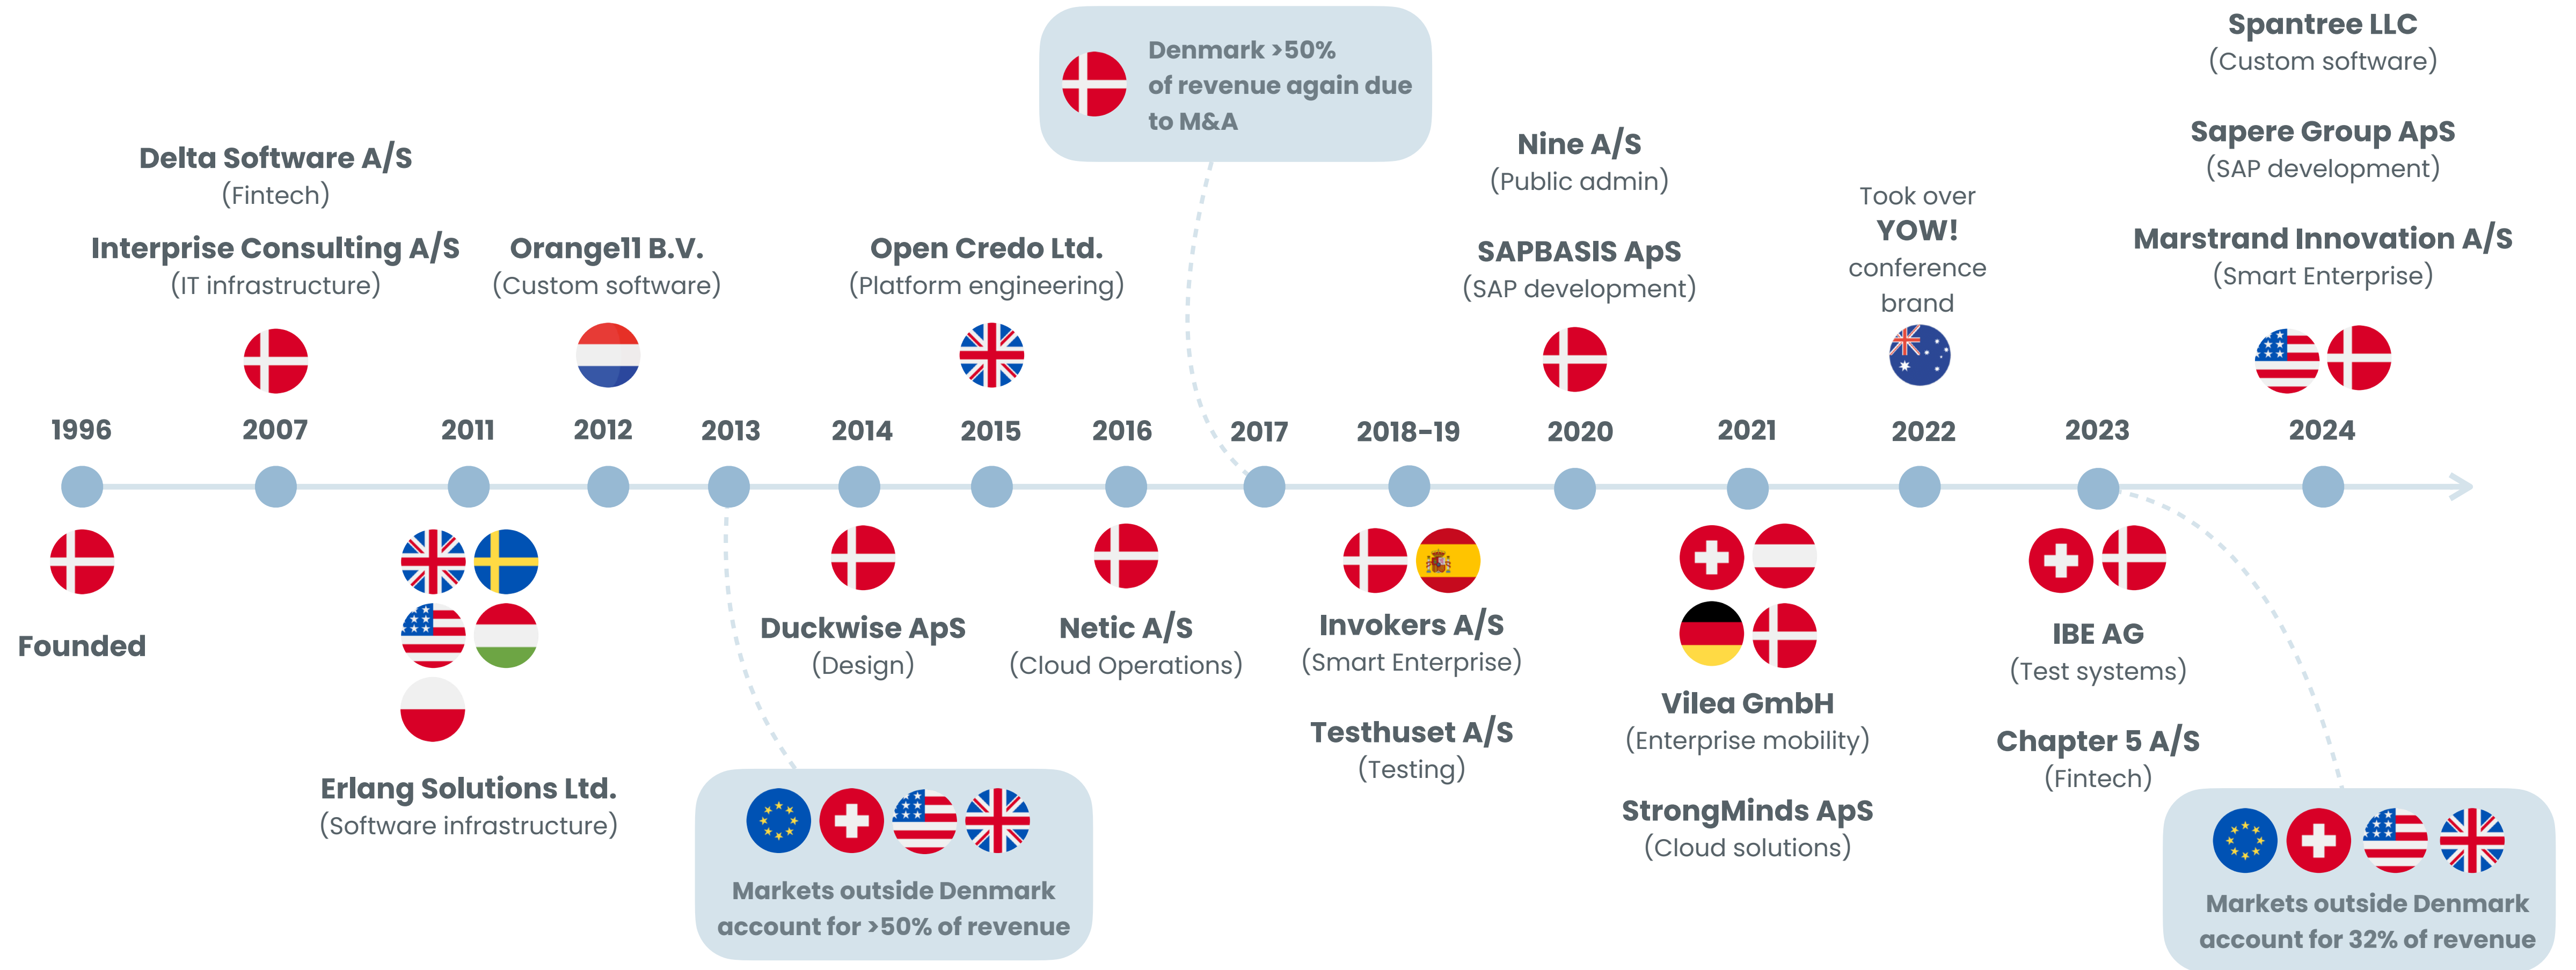 Denmark >50%
of revenue again due
to M&A
Delta Software A/S
(Fintech)
Interprise Consulting A/S
(IT infrastructure)
Orange11 B.V.
(Custom software)
Open Credo Ltd.
(Platform engineering)
Nine A/S
(Public admin)
SAPBASIS ApS
(SAP development)
Took over
YOW!
conference
brand
Spantree LLC
(Custom software)
Sapere Group ApS
(SAP development)
Marstrand Innovation A/S
(Smart Enterprise)
1996
2007
2011
2012
2013
2014
2015
2016
2017
2018-19
2020
2021
2022
2023
2024
Founded
Erlang Solutions Ltd.
(Software infrastructure)
Markets outside Denmark
account for >50% of revenue
Duckwise ApS
(Design)
Netic A/S
(Cloud Operations)
Invokers A/S
(Smart Enterprise)
Testhuset A/S
(Testing)
Vilea GmbH
(Enterprise mobility)
StrongMinds ApS
(Cloud solutions)
IBE AG
(Test systems)
Chapter 5 A/S
(Fintech)
Markets outside Denmark
account for 32% of revenue